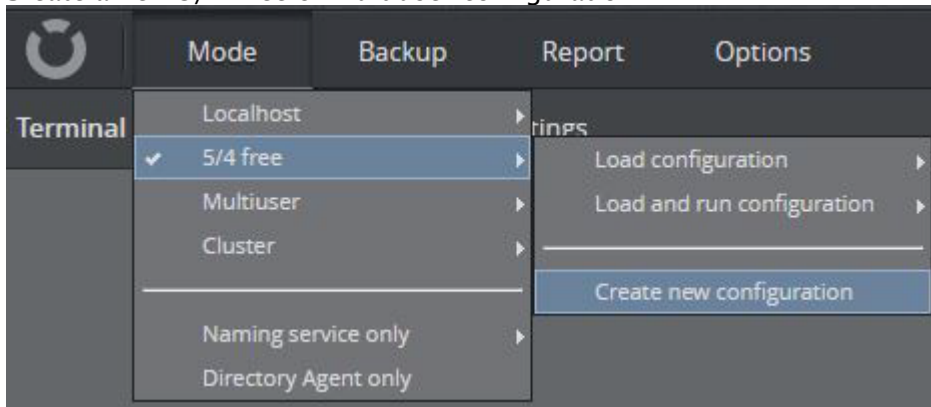 Mode Backup Report Options
Terminal
tings
Localhost
5/4 free
Multiuser
Cluster
Naming service only
Directory Agent only
Load configuration
Load and run configuration
Create new configuration